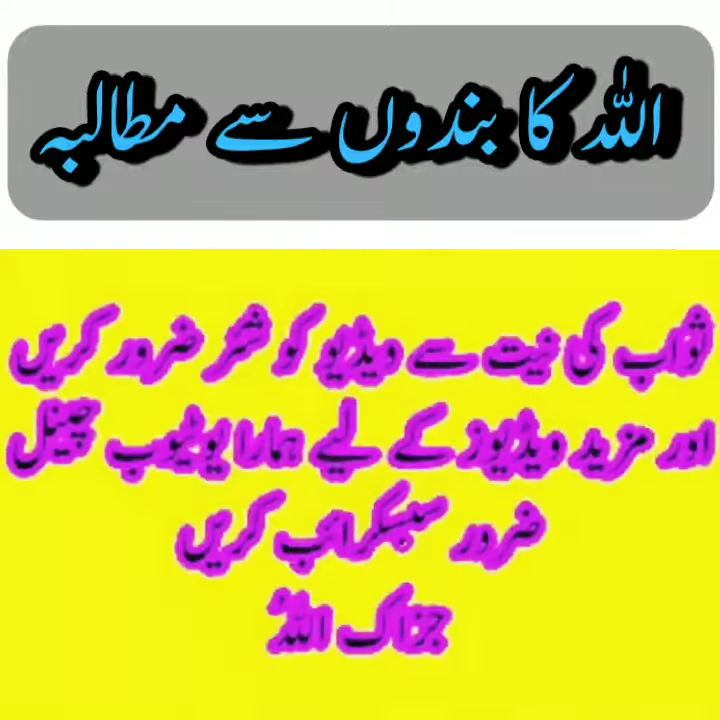 اللہ کا بندوں سے مطالبہ
ثواب کی نیت سے ویڈیو کو شئر ضرور کریں
اور مزید ویڈیوز کے لیے ہمارا یوٹیوب چینل
ضرور سبسکرائب کریں
جزاک اللہ